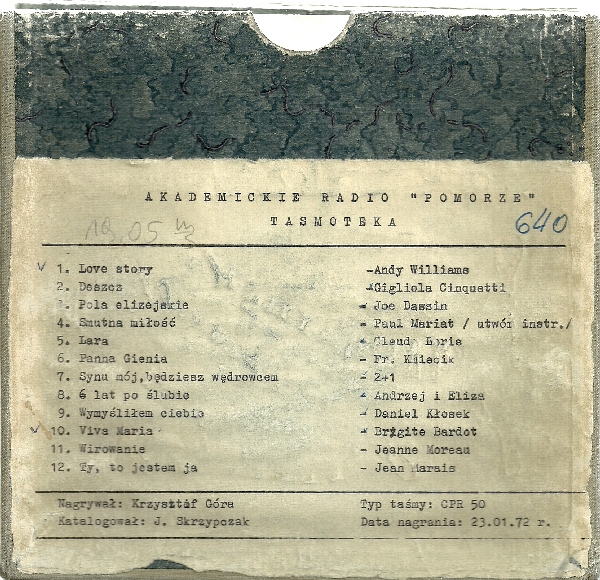 AKADEMICKIE RADIO "POMORZE"
TASMOTEKA
640
19.05
1. Love story - Andy Williams
2. Deszcz - Gigliola Cinquetti
3. Pola elizejskie - Joe Dassin
4. Smutna miłość - Paul Mariat / utwór instr./
5. Lara - Claud Loris
6. Panna Gienia - Fr.
7. Synu mój, będziesz wędrowcem - 2+1
8. 6 lat po ślubie - Andrzej i Eliza
9. Wymyśliłem ciebie - Daniel Kłosek
10. Viva Maria - Brigite Bardot
11. Wirowanie - Jeanne Moreau
12. Ty, to jestem ja - Jean Marais
Nagrywał: Krzysztof Góra Typ taśmy: CPR 50
Katalogował: J. Skrzypczak Data nagrania: 23.01.72 r.